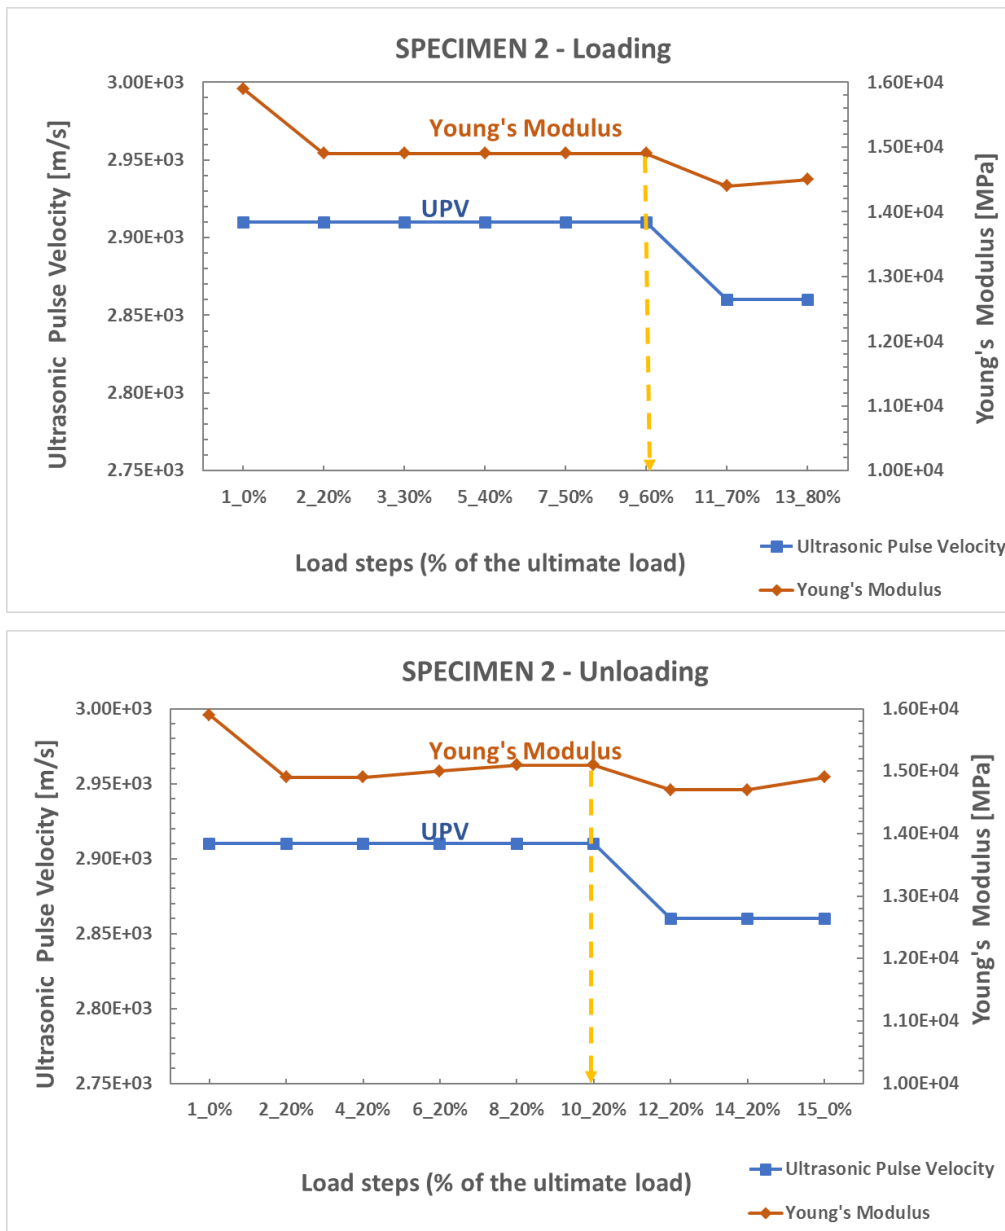 SPECIMEN 2 - Loading
Ultrasonic Pulse Velocity [m/s]
3.00E+03
2.95E+03
2.90E+03
2.85E+03
2.80E+03
2.75E+03
Young's Modulus
UPV
1.60E+04
1.50E+04
1.40E+04
1.30E+04
1.20E+04
1.10E+04
1.00E+04
Young's Modulus [MPa]
1_0% 2_20% 3_30% 5_40% 7_50% 9_60% 11_70% 13_80%
Load steps (% of the ultimate load)
Ultrasonic Pulse Velocity
Young's Modulus
SPECIMEN 2 - Unloading
Ultrasonic Pulse Velocity [m/s]
3.00E+03
2.95E+03
2.90E+03
2.85E+03
2.80E+03
2.75E+03
Young's Modulus
UPV
1.60E+04
1.50E+04
1.40E+04
1.30E+04
1.20E+04
1.10E+04
1.00E+04
Young's Modulus [MPa]
1_0% 2_20% 4_20% 6_20% 8_20% 10_20% 12_20% 14_20% 15_0%
Load steps (% of the ultimate load)
Ultrasonic Pulse Velocity
Young's Modulus